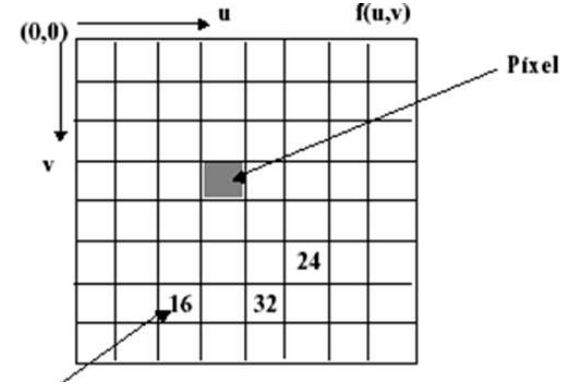 (0,0) u f(u,v)
Píxel
v
24
16 32